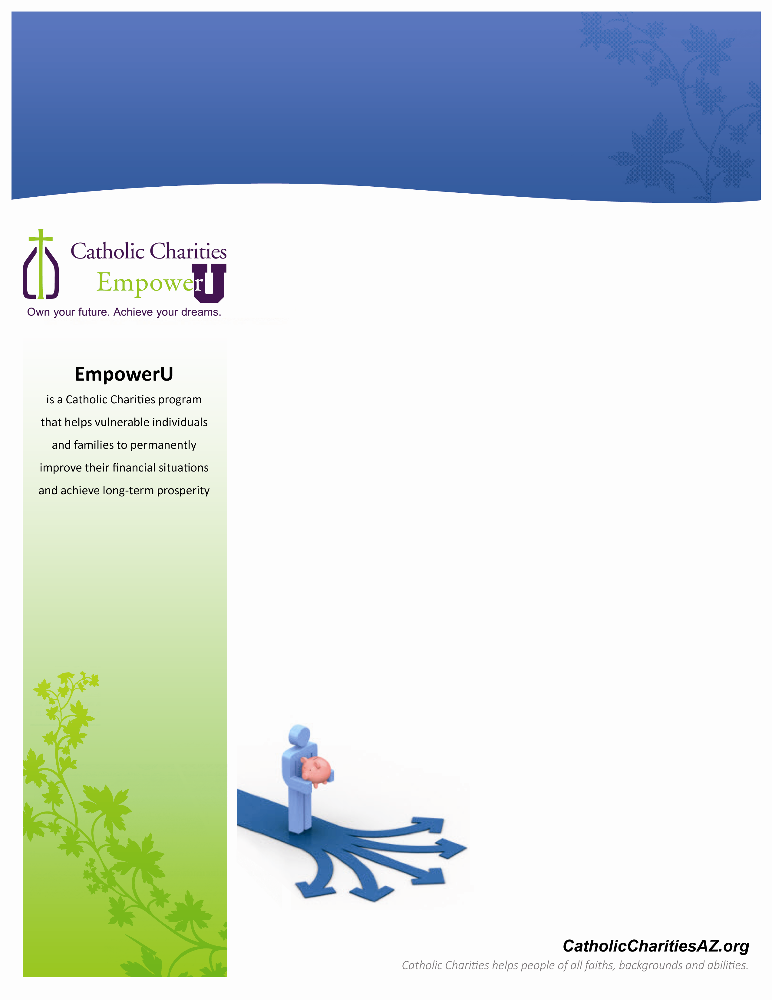 Catholic Charities
EmpowerU
Own your future. Achieve your dreams.
EmpowerU
is a Catholic Charities program
that helps vulnerable individuals
and families to permanently
improve their financial situations
and achieve long-term prosperity
CatholicCharitiesAZ.org
Catholic Charities helps people of all faiths, backgrounds and abilities.